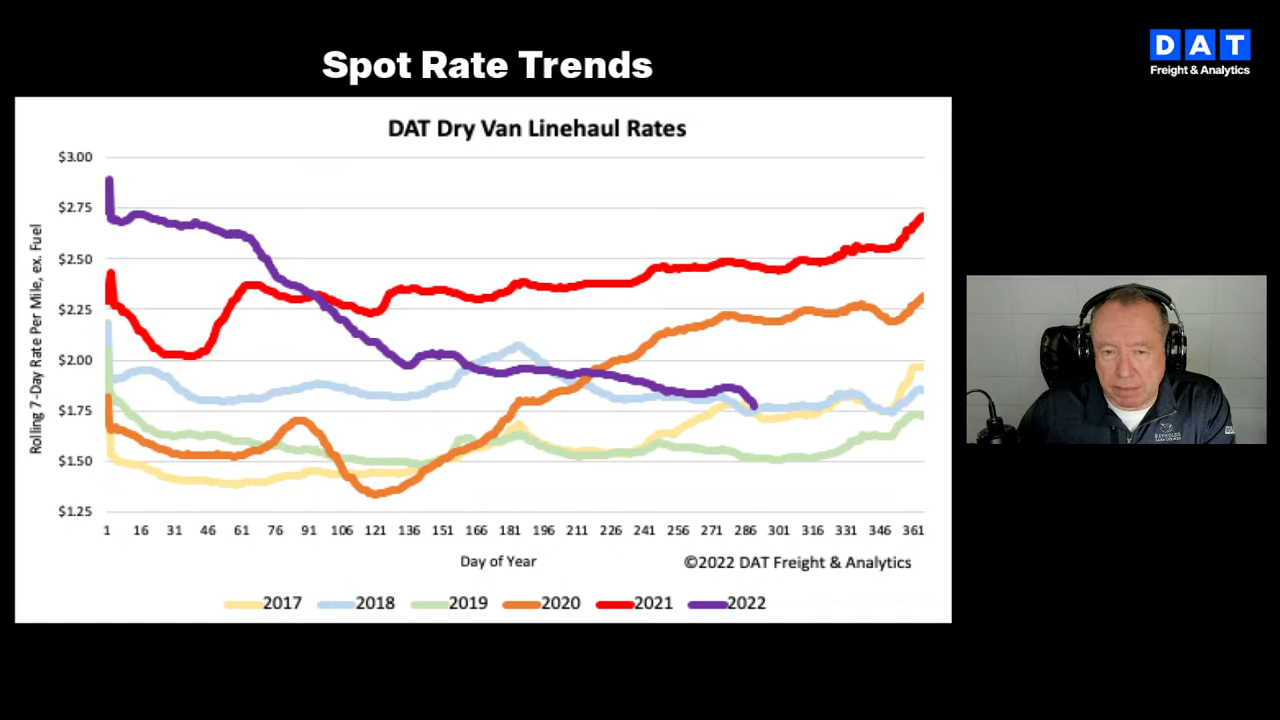 Spot Rate Trends
DAT
Freight & Analytics
DAT Dry Van Linehaul Rates
Rolling 7-Day Rate Per Mile, ex. Fuel
$3.00
$2.75
$2.50
$2.25
$2.00
$1.75
$1.50
$1.25
1 16 31 46 61 76 91 106 121 136 151 166 181 196 211 226 241 256 271 286 301 316 331 346 361
Day of Year
©2022 DAT Freight & Analytics
2017 2018 2019 2020 2021 2022